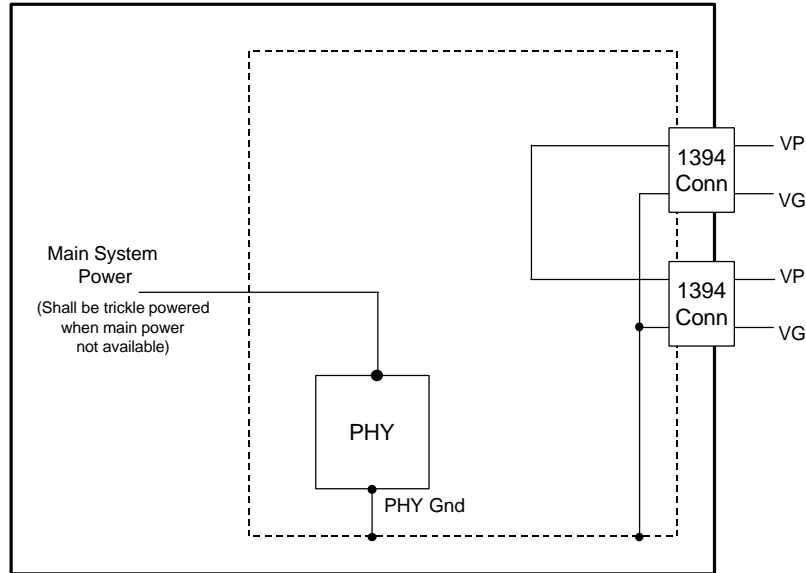 1394
Conn
VP
VG
1394
Conn
VP
VG
Main System
Power
(Shall be trickle powered
when main power
not available)
PHY
PHY Gnd